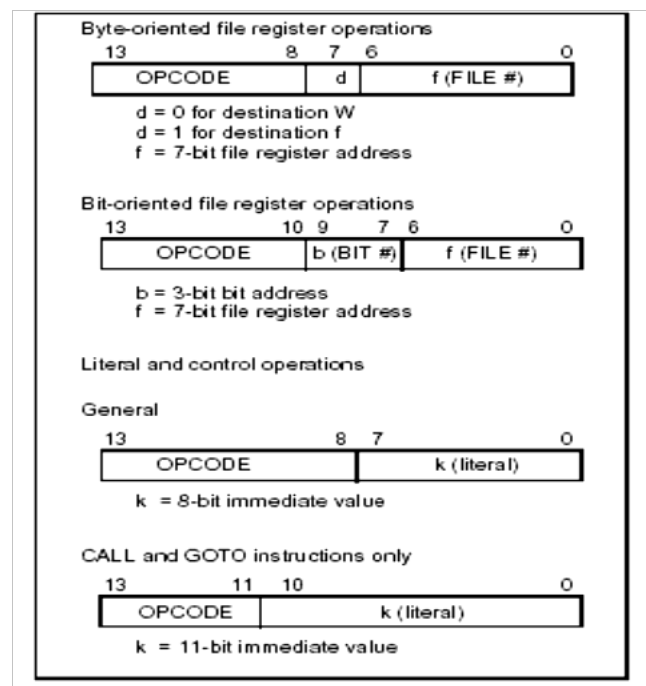 Byte-oriented file register operations
13 8 7 6 0
OPCODE d f (FILE #)
d = 0 for destination W
d = 1 for destination f
f = 7-bit file register address
Bit-oriented file register operations
13 10 9 7 6 0
OPCODE b (BIT #) f (FILE #)
b = 3-bit bit address
f = 7-bit file register address
Literal and control operations
General
13 8 7 0
OPCODE k (literal)
k = 8-bit immediate value
CALL and GOTO instructions only
13 11 10 0
OPCODE k (literal)
k = 11-bit immediate value